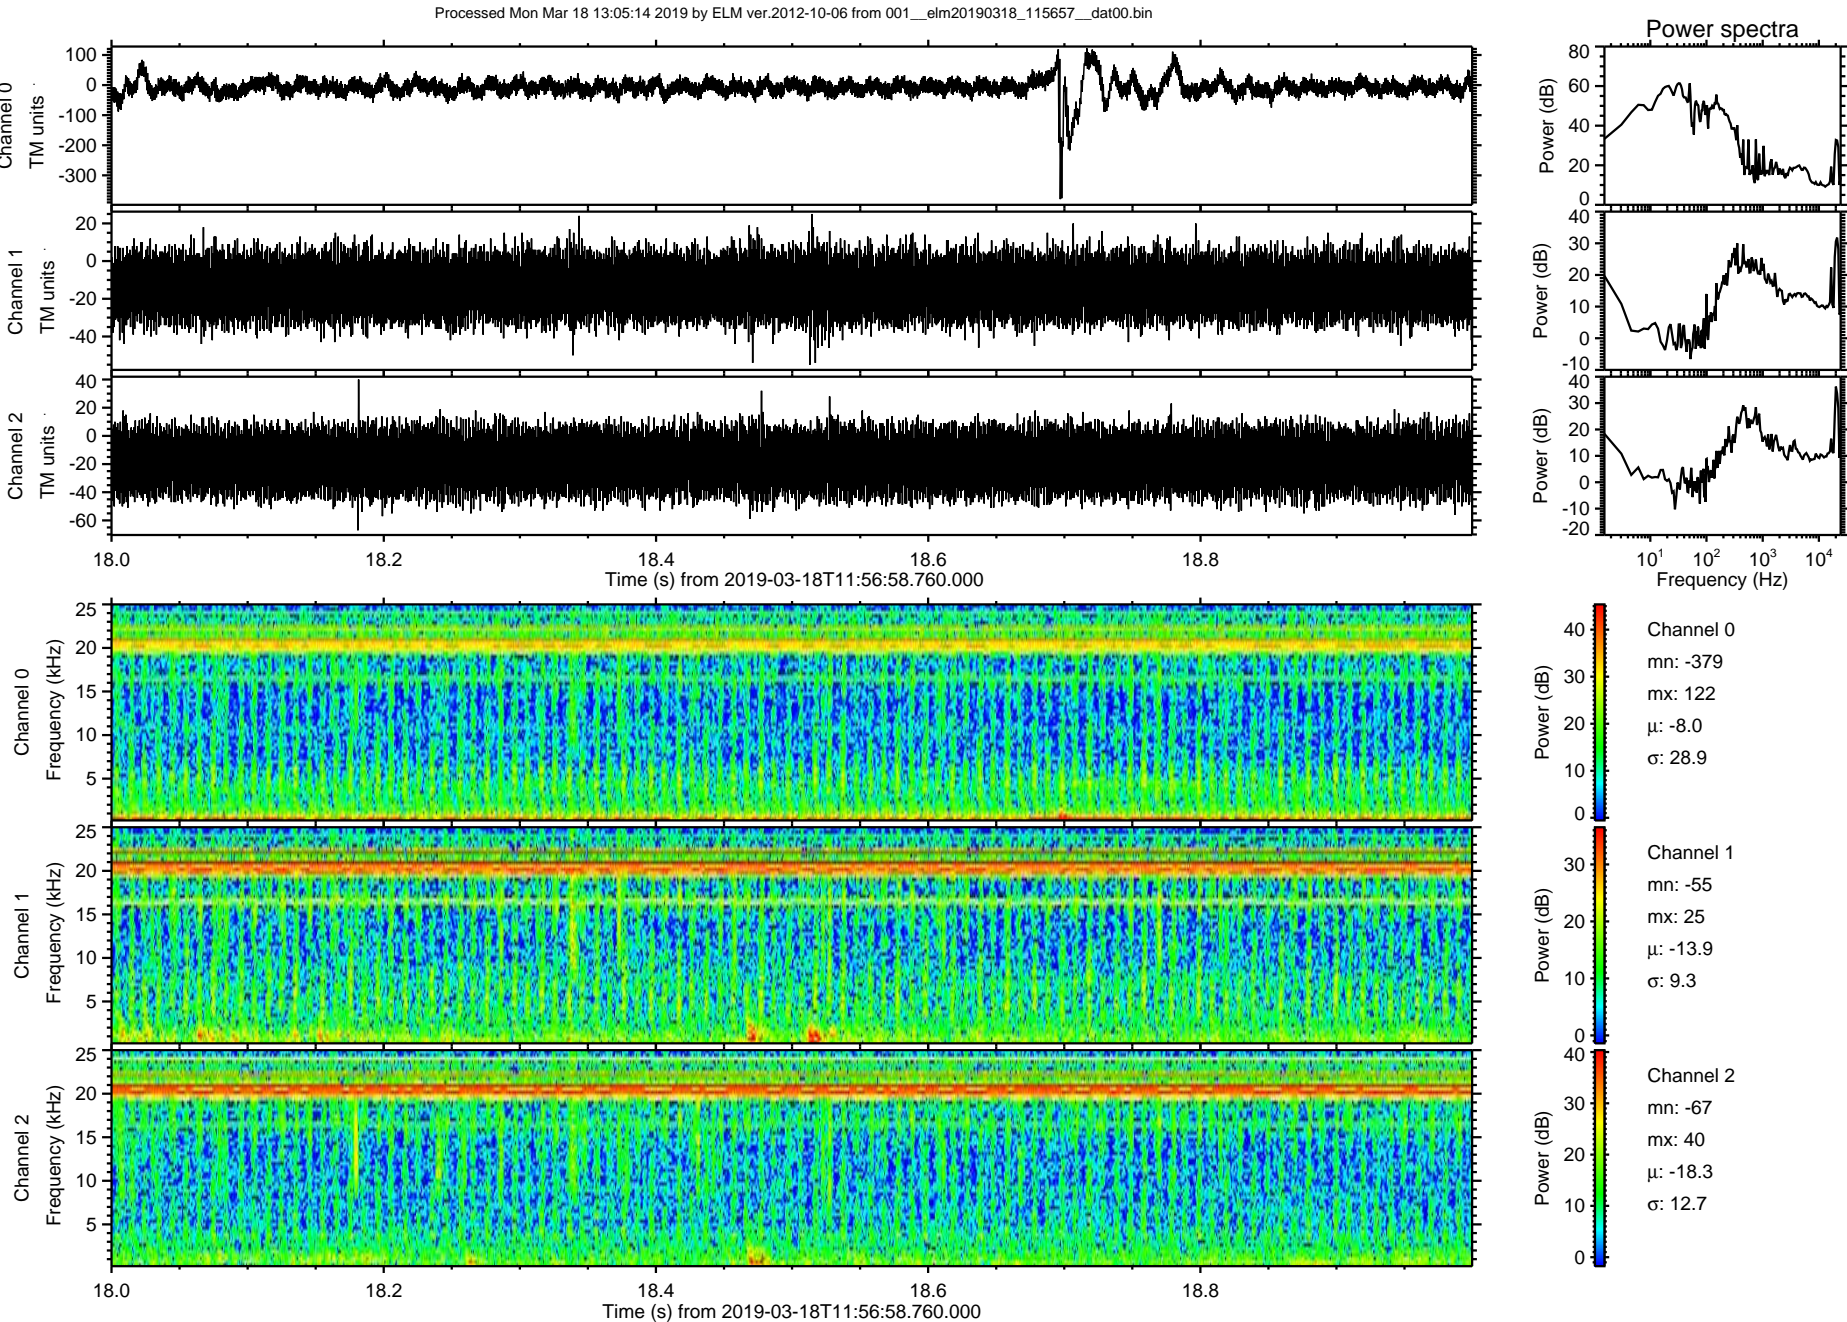 Processed Mon Mar 18 13:05:14 2019 by ELM ver.2012-10-06 from 001__elm20190318_115657__dat00.bin
Power spectra
Channel 0
TM units
100
0
-100
-200
-300
Power (dB)
80
60
40
20
0
Channel 1
TM units
20
0
-20
-40
Power (dB)
40
30
20
10
0
-10
Channel 2
TM units
40
20
0
-20
-40
-60
Power (dB)
40
30
20
10
0
-10
-20
18.0 18.2 18.4 18.6 18.8
Time (s) from 2019-03-18T11:56:58.760.000
10¹ 10² 10³ 10⁴
Frequency (Hz)
Channel 0
Frequency (kHz)
25
20
15
10
5
Power (dB)
40
30
20
10
0
Channel 0
mn: -379
mx: 122
μ: -8.0
σ: 28.9
Channel 1
Frequency (kHz)
25
20
15
10
5
Power (dB)
30
20
10
0
Channel 1
mn: -55
mx: 25
μ: -13.9
σ: 9.3
Channel 2
Frequency (kHz)
25
20
15
10
5
Power (dB)
40
30
20
10
0
Channel 2
mn: -67
mx: 40
μ: -18.3
σ: 12.7
18.0 18.2 18.4 18.6 18.8
Time (s) from 2019-03-18T11:56:58.760.000